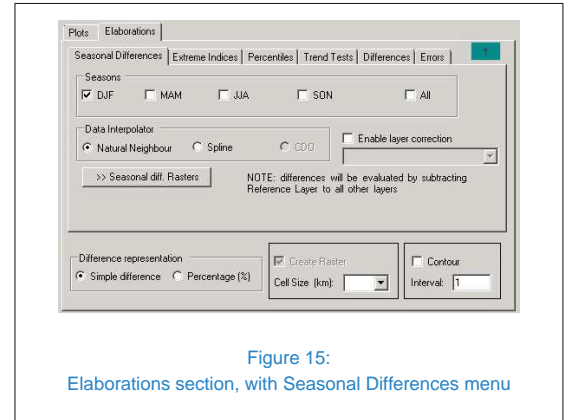 Plots Elaborations
Seasonal Differences Extreme Indices Percentiles Trend Tests Differences Errors ?
Seasons
DJF MAM JJA SON All
Data Interpolator
Natural Neighbour Spline CDO
Enable layer correction
>> Seasonal diff. Rasters
NOTE: differences will be evaluated by subtracting
Reference Layer to all other layers
Difference representation
Simple difference Percentage (%)
Create Raster
Cell Size (km):
Contour
Interval: 1
Figure 15:
Elaborations section, with Seasonal Differences menu